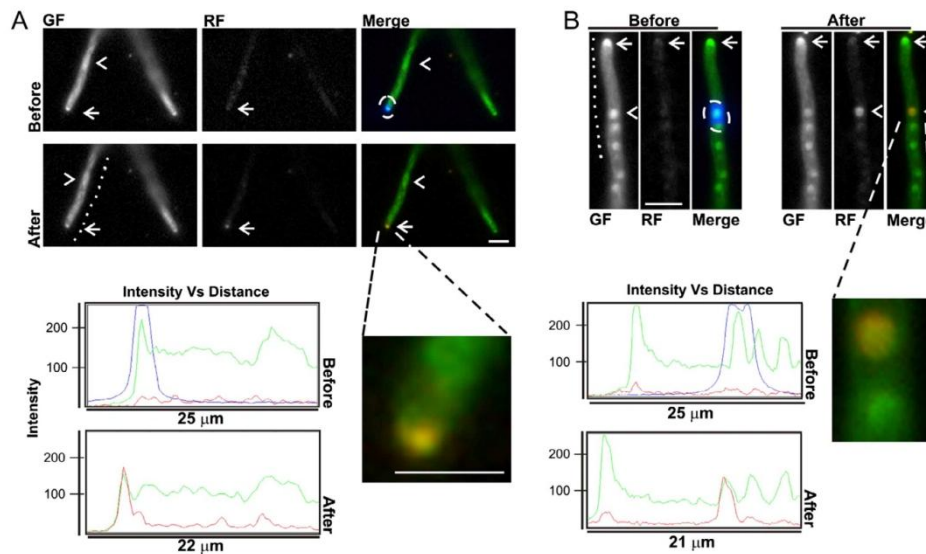 A
GF
RF
Merge
Before
After
Intensity Vs Distance
Intensity
200
100
Before
25 μm
200
100
After
22 μm
B
Before
After
GF
RF
Merge
GF
RF
Merge
Intensity Vs Distance
200
100
Before
25 μm
200
100
After
21 μm